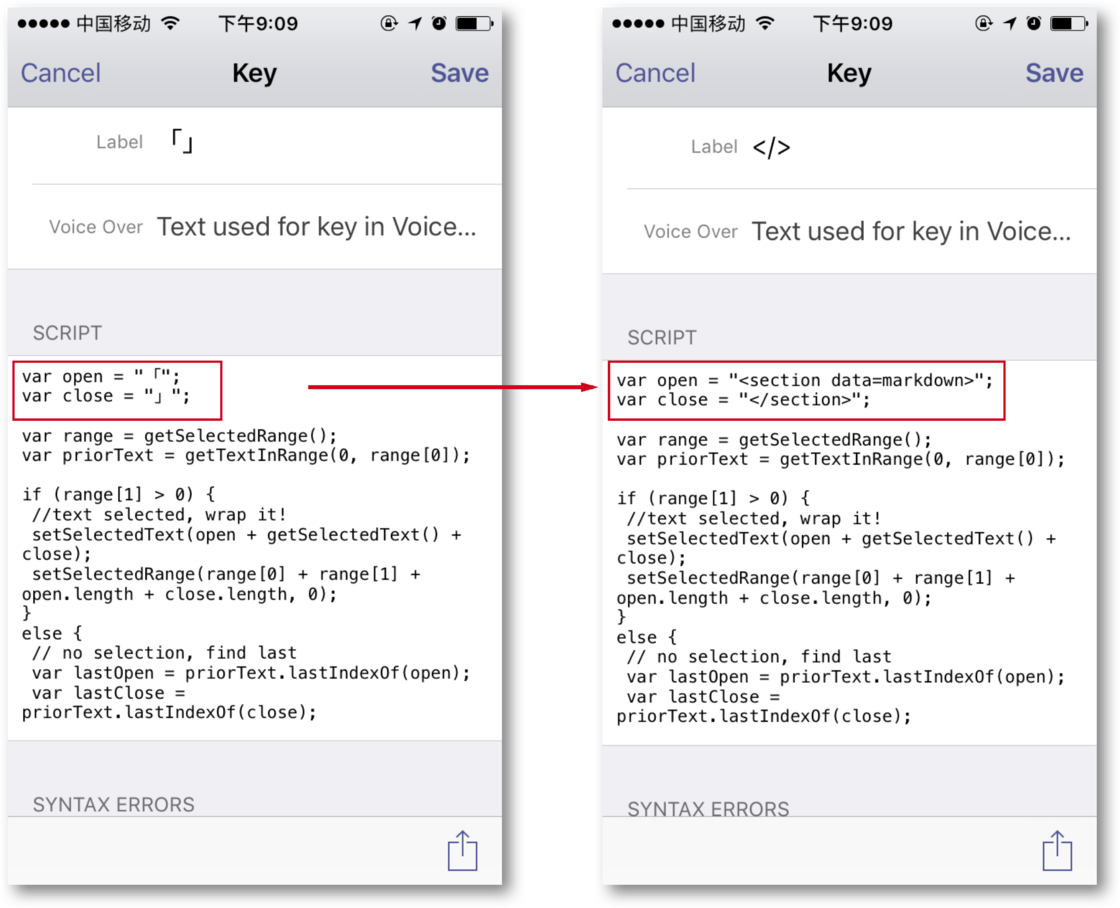 中国移动 下午9:09
Cancel Key Save
Label 「」
Voice Over Text used for key in Voice...
SCRIPT
var open = "「";
var close = "」";
var range = getSelectedRange();
var priorText = getTextInRange(0, range[0]);
if (range[1] > 0) {
//text selected, wrap it!
setSelectedText(open + getSelectedText() +
close);
setSelectedRange(range[0] + range[1] +
open.length + close.length, 0);
}
else {
// no selection, find last
var lastOpen = priorText.lastIndexOf(open);
var lastClose =
priorText.lastIndexOf(close);
SYNTAX ERRORS
中国移动 下午9:09
Cancel Key Save
Label </>
Voice Over Text used for key in Voice...
SCRIPT
var open = "<section data=markdown>";
var close = "</section>";
var range = getSelectedRange();
var priorText = getTextInRange(0, range[0]);
if (range[1] > 0) {
//text selected, wrap it!
setSelectedText(open + getSelectedText() +
close);
setSelectedRange(range[0] + range[1] +
open.length + close.length, 0);
}
else {
// no selection, find last
var lastOpen = priorText.lastIndexOf(open);
var lastClose =
priorText.lastIndexOf(close);
SYNTAX ERRORS